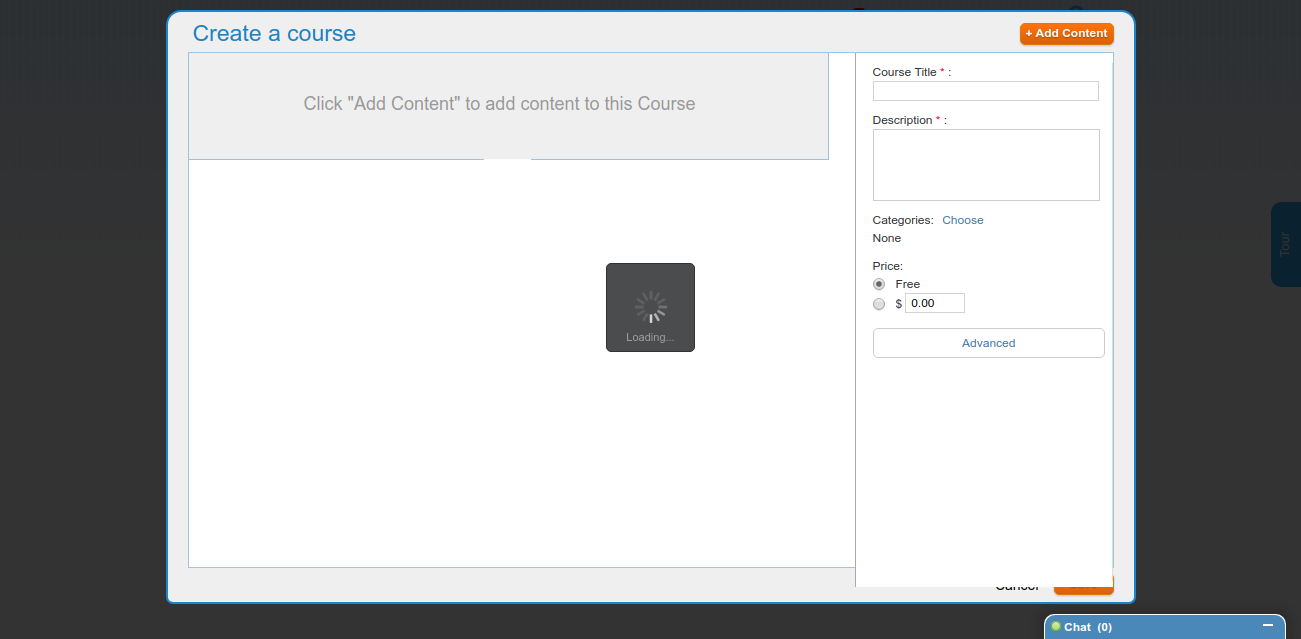 Create a course
+ Add Content
Click "Add Content" to add content to this Course
Course Title * :
Description * :
Categories: Choose
None
Price:
Free
$ 0.00
Advanced
Loading...
Tour
Cancel
Chat (0)